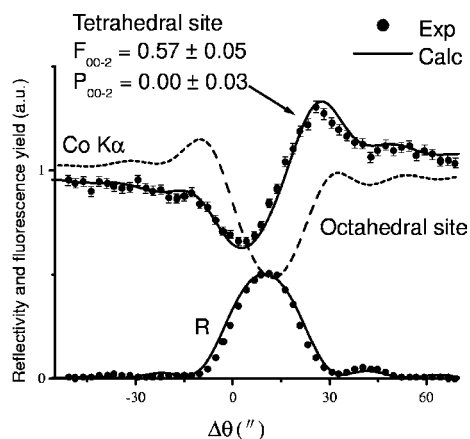 Tetrahedral site
F00-2 = 0.57 ± 0.05
P00-2 = 0.00 ± 0.03
Exp
Calc
Co Kα
Octahedral site
R
Reflectivity and fluorescence yield (a.u.)
1
0
-30
0
30
60
Δθ (″)